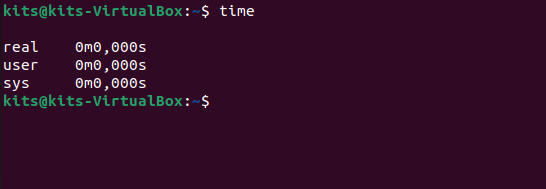 kits@kits-VirtualBox:~$ time
real 0m0,000s
user 0m0,000s
sys 0m0,000s
kits@kits-VirtualBox:~$